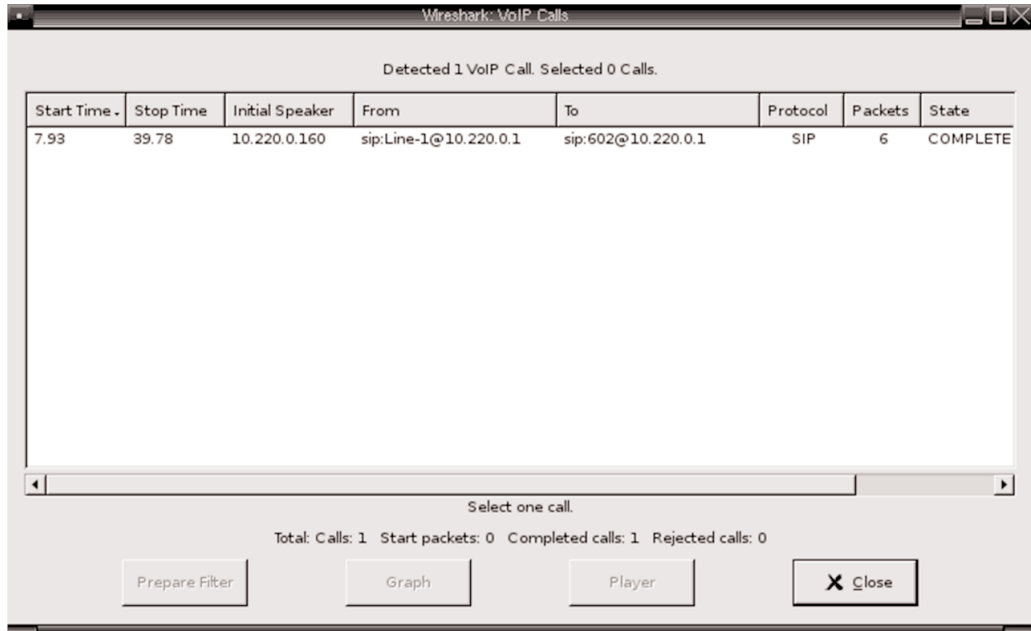 Wireshark: VoIP Calls
Detected 1 VoIP Call. Selected 0 Calls.
Start Time Stop Time Initial Speaker From To Protocol Packets State
7.93 39.78 10.220.0.160 sip:Line-1@10.220.0.1 sip:602@10.220.0.1 SIP 6 COMPLETE
Select one call.
Total: Calls: 1 Start packets: 0 Completed calls: 1 Rejected calls: 0
Prepare Filter Graph Player Close